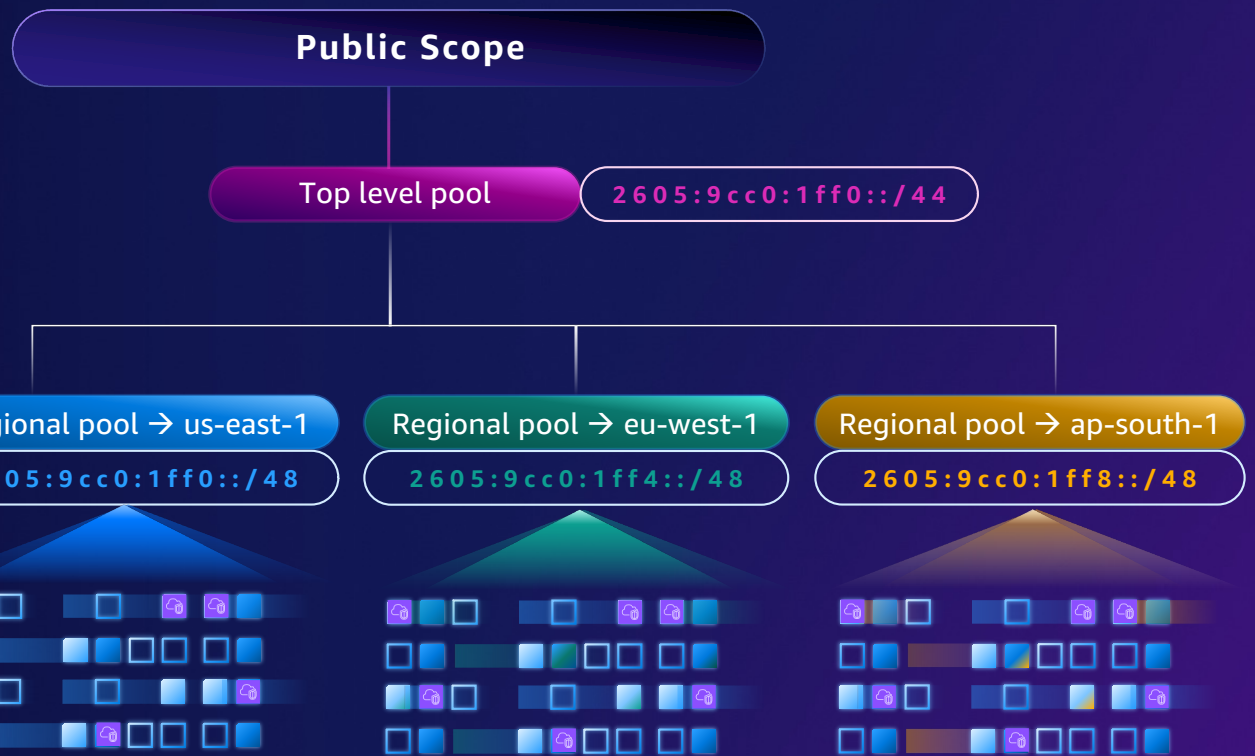 Public Scope
Top level pool
2605:9cc0:1ff0::/44
gional pool → us-east-1
05:9cc0:1ff0::/48
Regional pool → eu-west-1
2605:9cc0:1ff4::/48
Regional pool → ap-south-1
2605:9cc0:1ff8::/48